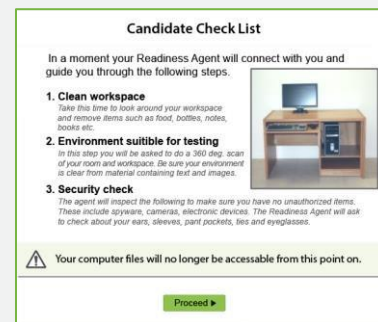 Candidate Check List
In a moment your Readiness Agent will connect with you and
guide you through the following steps.
1. Clean workspace
Take this time to look around your workspace
and remove items such as food, bottles, notes,
books etc.
2. Environment suitible for testing
In this step you will be asked to do a 360 deg. scan
of your room and workspace. Be sure your environment
is clear from material containing text and images.
3. Security check
The agent will inspect the following to make sure you have no unauthorized items.
These include spyware, cameras, electronic devices. The Readiness Agent will ask
to check about your ears, sleeves, pant pockets, ties and eyeglasses.
Your computer files will no longer be accessable from this point on.
Proceed